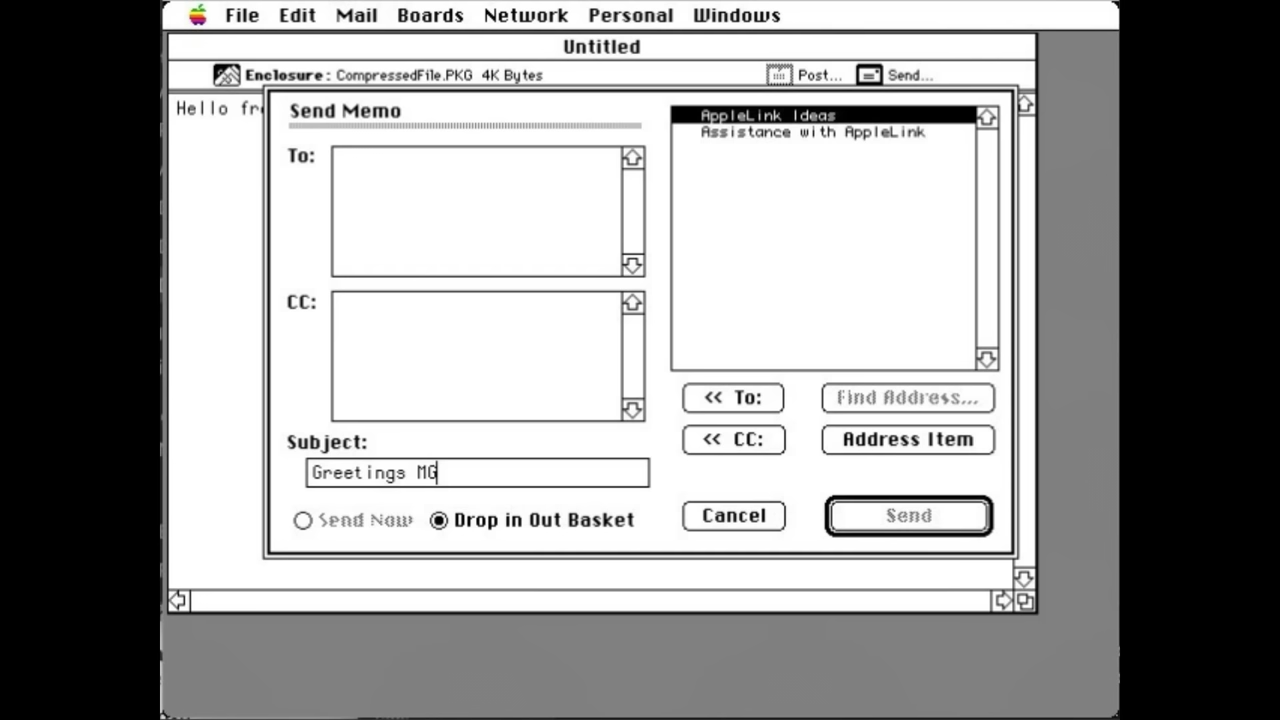 File Edit Mail Boards Network Personal Windows
Untitled
Enclosure: CompressedFile.PKG 4K Bytes Post... Send...
Hello fr
Send Memo
To:
CC:
Subject:
Greetings MG
Send Now Drop in Out Basket
AppleLink Ideas
Assistance with AppleLink
<< To: Find Address...
<< CC: Address Item
Cancel Send